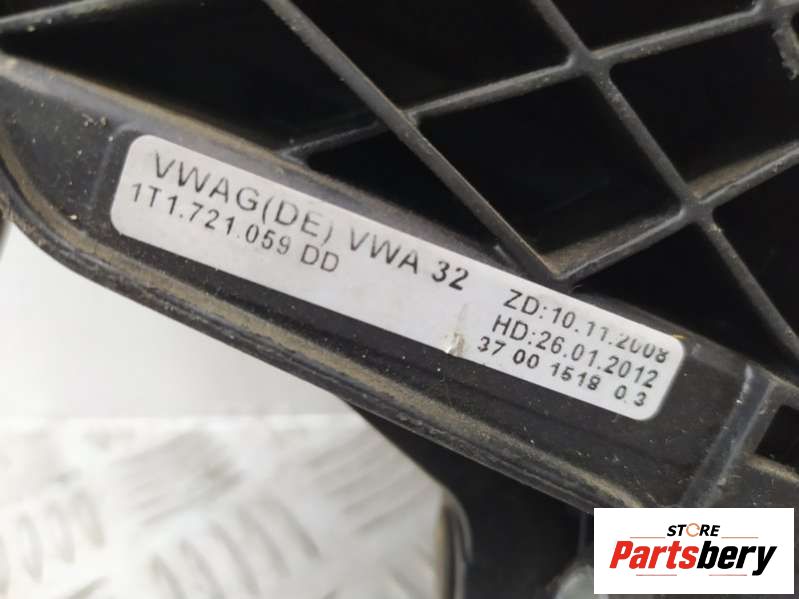 VWAG(DE) VWA 32
1T1.721.059 DD
ZD:10.11.2008
HD:26.01.2012
37 00 1519 0.3
STORE
Partsbery